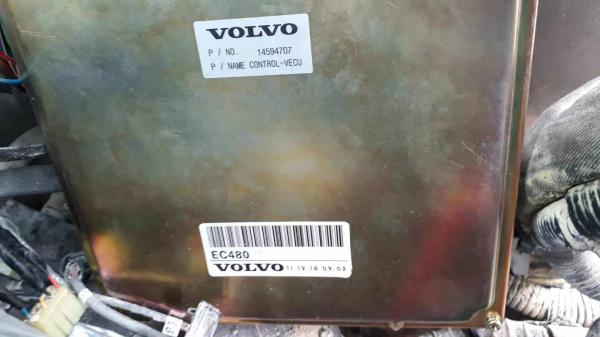 VOLVO
P / NO. 14594707
P / NAME CONTROL-VECU
EC480
VOLVO 11.19.18 09:02